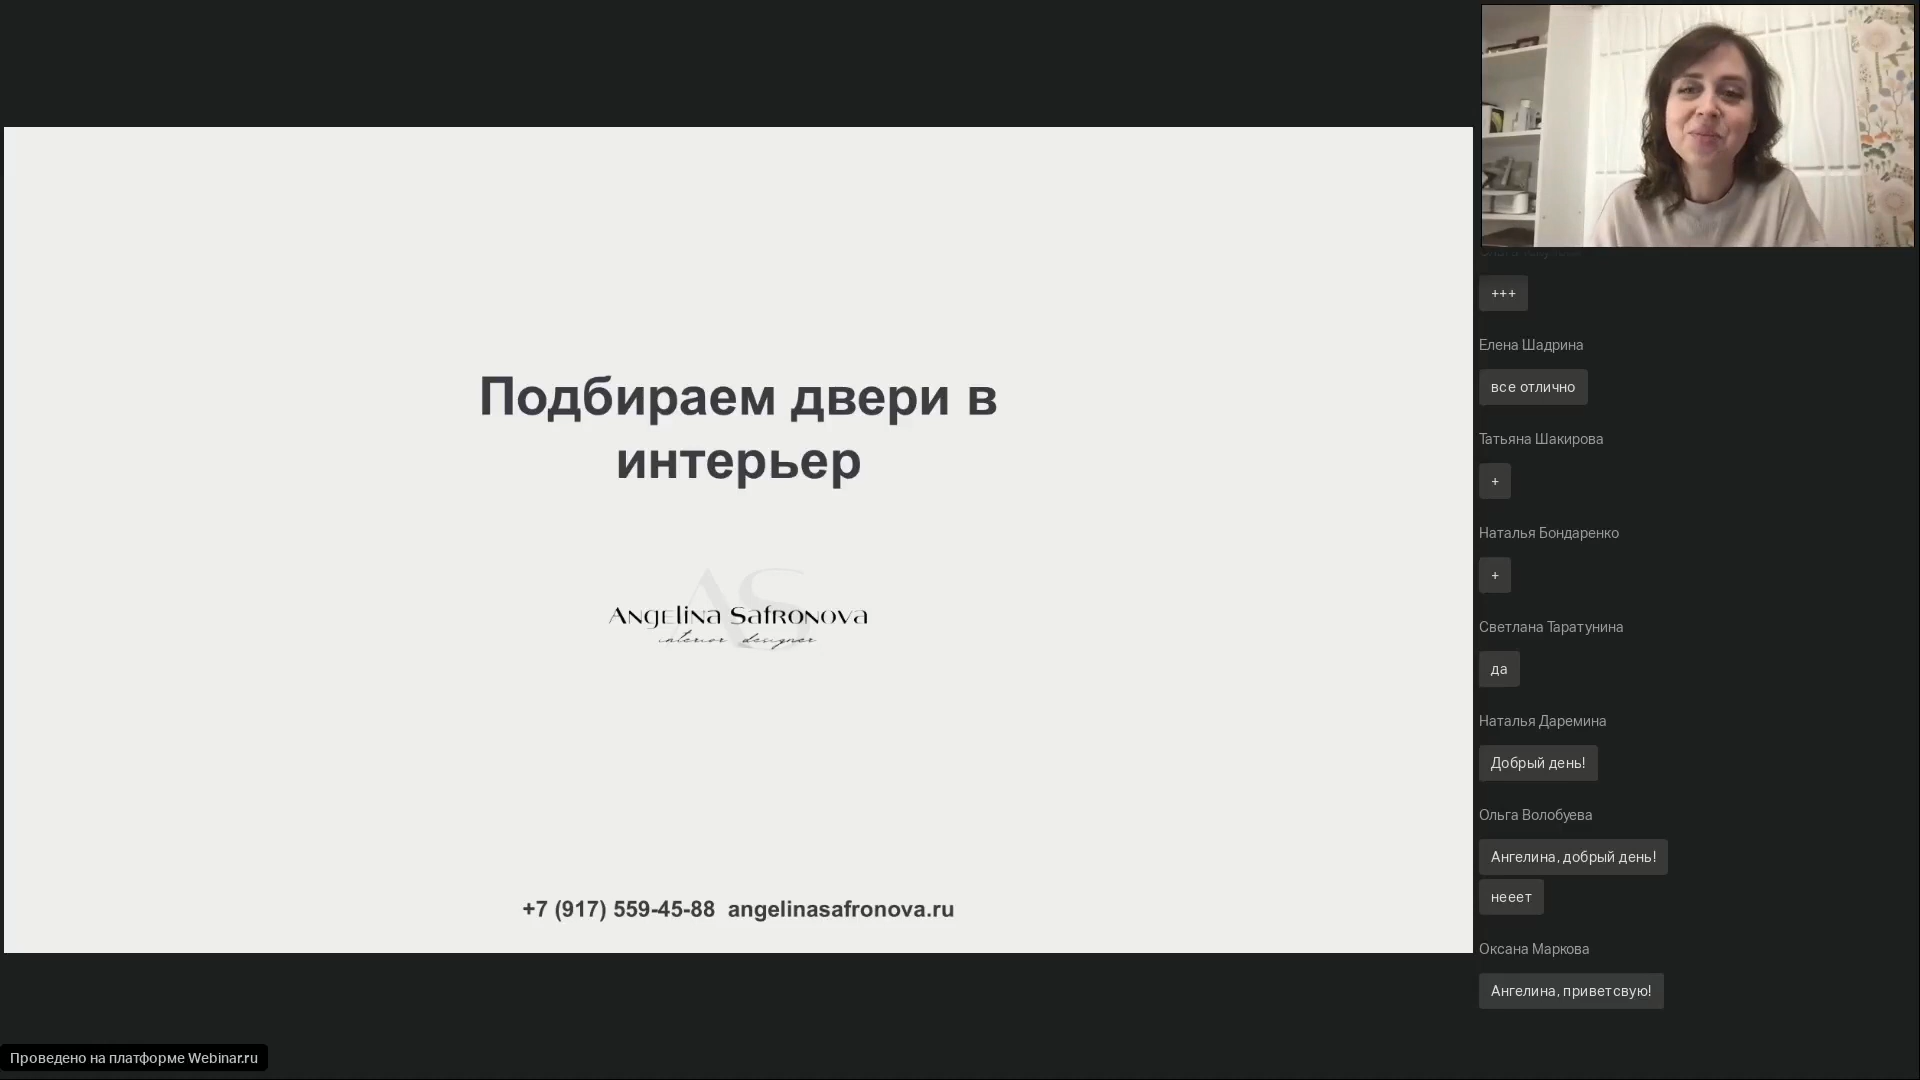 Подбираем двери в
интерьер
Angelina Safronova
interior designer
+7 (917) 559-45-88 angelinasafronova.ru
+++
Елена Шадрина
все отлично
Татьяна Шакирова
+
Наталья Бондаренко
+
Светлана Таратунина
да
Наталья Даремина
Добрый день!
Ольга Волобуева
Ангелина, добрый день!
нееет
Оксана Маркова
Ангелина, приветсвую!
Проведено на платформе Webinar.ru